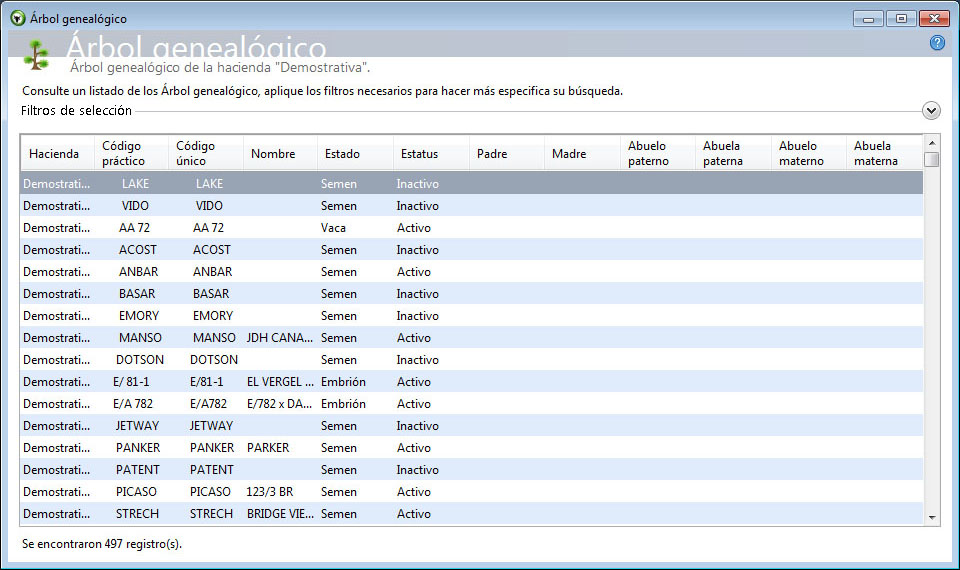 Árbol genealógico
Árbol genealógico
Árbol genealógico de la hacienda "Demostrativa".
Consulte un listado de los Árbol genealógico, aplique los filtros necesarios para hacer más especifica su búsqueda.
Filtros de selección
Hacienda Código práctico Código único Nombre Estado Estatus Padre Madre Abuelo paterno Abuela paterna Abuelo materno Abuela materna
Demostrati... LAKE LAKE Semen Inactivo
Demostrati... VIDO VIDO Semen Inactivo
Demostrati... AA 72 AA 72 Vaca Activo
Demostrati... ACOST ACOST Semen Inactivo
Demostrati... ANBAR ANBAR Semen Activo
Demostrati... BASAR BASAR Semen Inactivo
Demostrati... EMORY EMORY Semen Inactivo
Demostrati... MANSO MANSO JDH CANA... Semen Activo
Demostrati... DOTSON DOTSON Semen Inactivo
Demostrati... E/ 81-1 E/81-1 EL VERGEL ... Embrión Activo
Demostrati... E/A 782 E/A782 E/782 x DA... Embrión Activo
Demostrati... JETWAY JETWAY Semen Inactivo
Demostrati... PANKER PANKER PARKER Semen Activo
Demostrati... PATENT PATENT Semen Inactivo
Demostrati... PICASO PICASO 123/3 BR Semen Activo
Demostrati... STRECH STRECH BRIDGE VIE... Semen Activo
Se encontraron 497 registro(s).